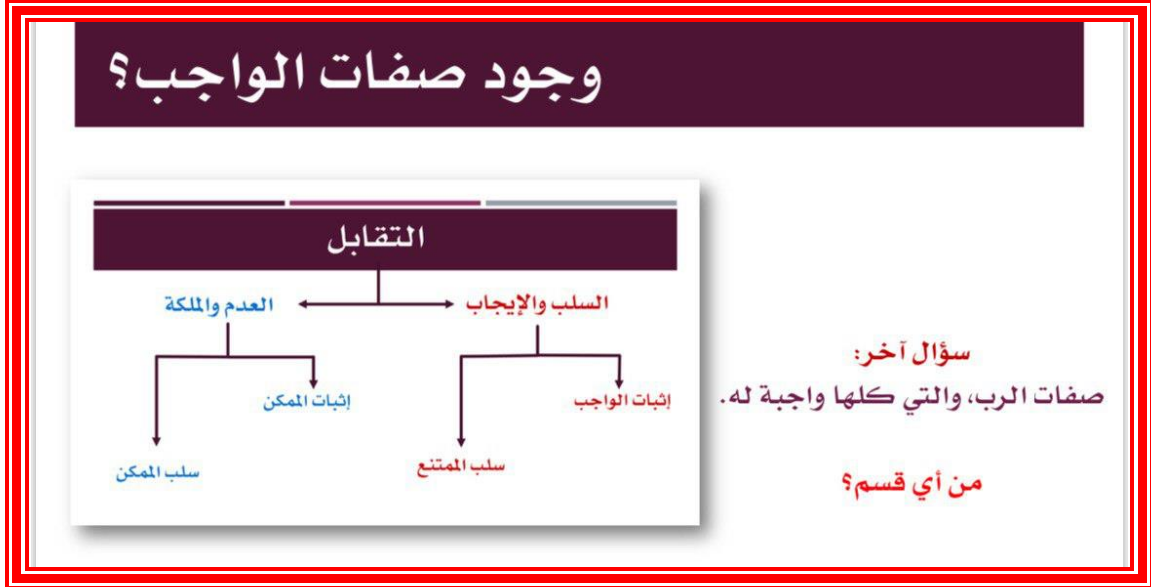 وجود صفات الواجب؟
التقابل
السلب والإيجاب
العدم والملكة
إثبات الواجب
إثبات الممكن
سلب الممتنع
سلب الممكن
سؤال آخر:
صفات الرب، والتي كلها واجبة له.
من أي قسم؟